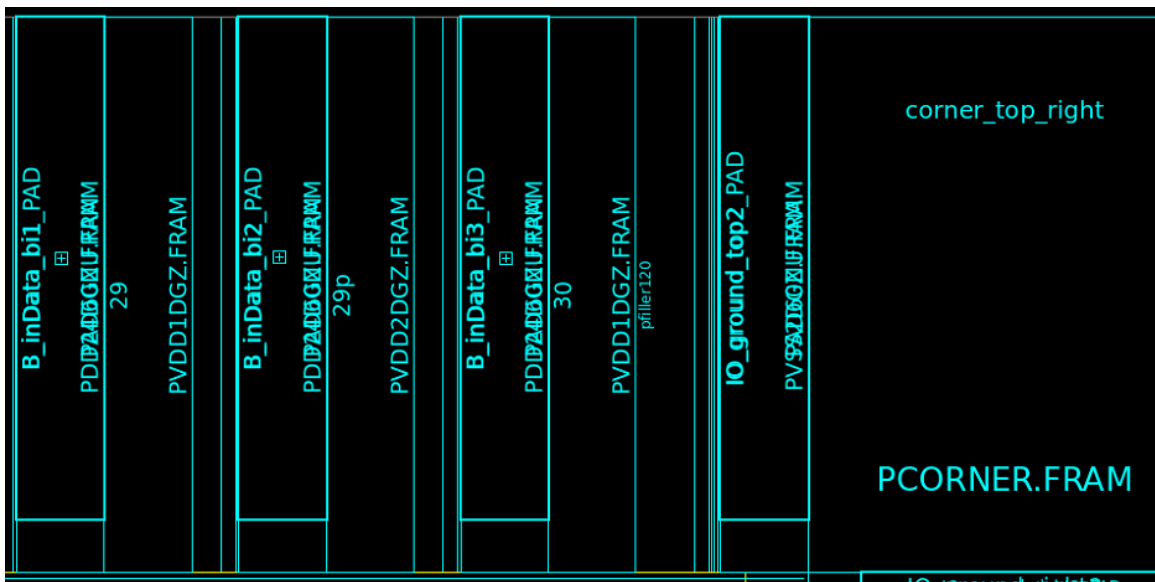 B_inData_bi1_PAD
29
PVDD1DGZ.FRAM
B_inData_bi2_PAD
29p
PVDD2DGZ.FRAM
B_inData_bi3_PAD
30
PVDD1DGZ.FRAM
pfiller120
IO_ground_top2_PAD
corner_top_right
PCORNER.FRAM